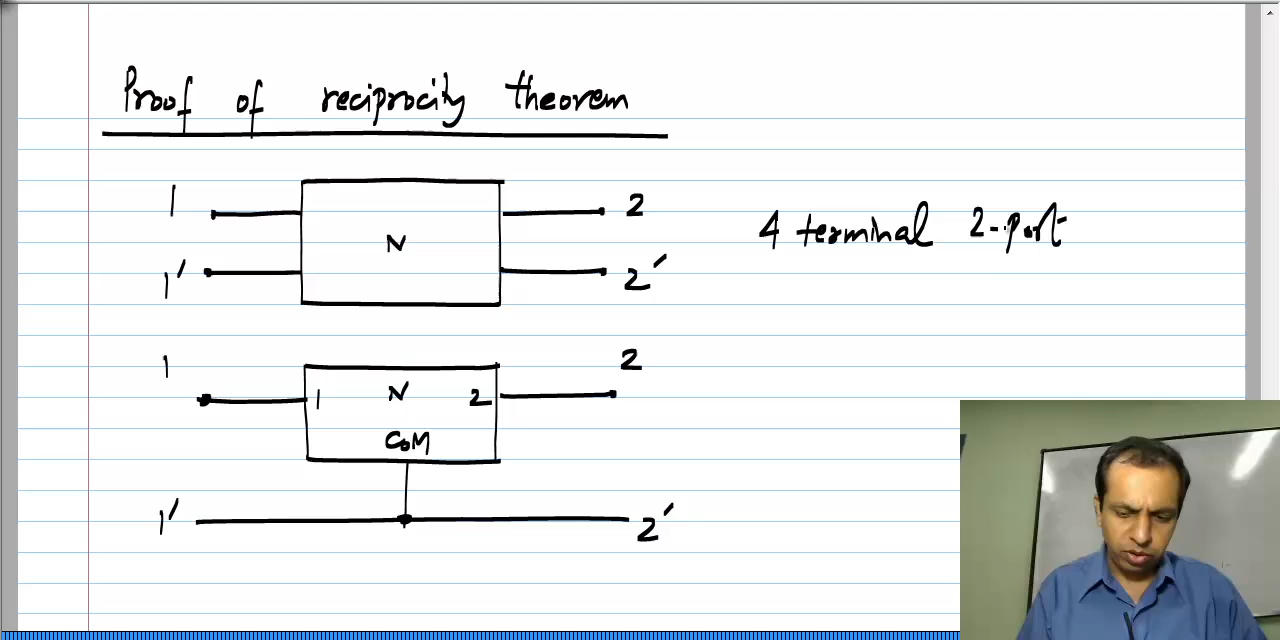 Proof of reciprocity theorem
1 2
N 4 terminal 2-port
1' 2'
1 2
1 N 2
COM
1' 2'